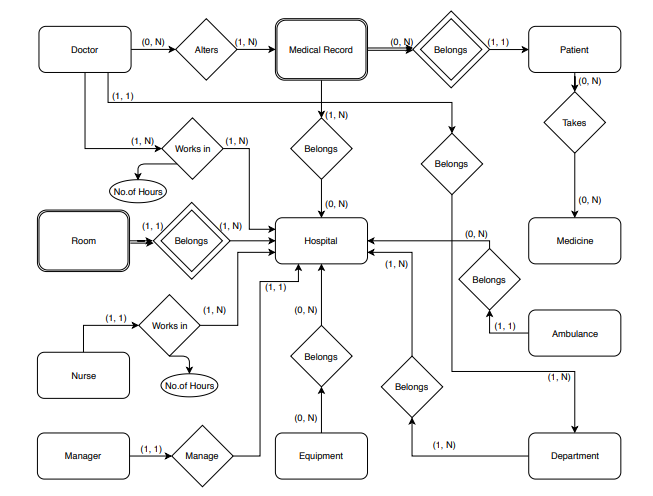 Doctor
(0, N)
Alters
(1, N)
Medical Record
(0, N)
Belongs
(1, 1)
Patient
(0, N)
(1, 1)
(1, N)
Takes
(1, N)
Works in
(1, N)
Belongs
Belongs
No.of Hours
(0, N)
(0, N)
Room
(1, 1)
Belongs
(1, N)
Hospital
(0, N)
Medicine
(1, N)
Belongs
(1, 1)
(0, N)
(1, N)
(1, 1)
Works in
(1, 1)
Ambulance
Belongs
Nurse
No.of Hours
Belongs
(1, N)
(0, N)
Manager
(1, 1)
Manage
Equipment
(1, N)
Department